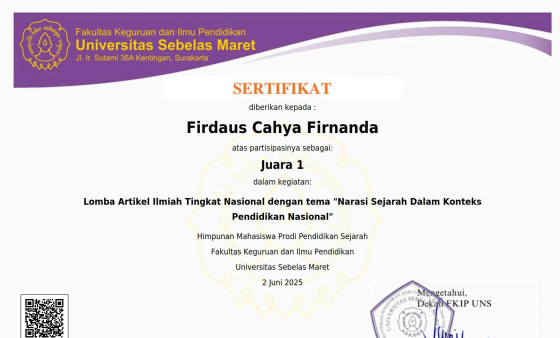 Fakultas Keguruan dan Ilmu Pendidikan
Universitas Sebelas Maret
Jl. Ir. Sutami 36A Kentingan, Surakarta
SERTIFIKAT
diberikan kepada :
Firdaus Cahya Firnanda
atas partisipasinya sebagai:
Juara 1
dalam kegiatan:
Lomba Artikel Ilmiah Tingkat Nasional dengan tema "Narasi Sejarah Dalam Konteks
Pendidikan Nasional"
Himpunan Mahasiswa Prodi Pendidikan Sejarah
Fakultas Keguruan dan Ilmu Pendidikan
Universitas Sebelas Maret
2 Juni 2025
Mengetahui,
Dekan FKIP UNS